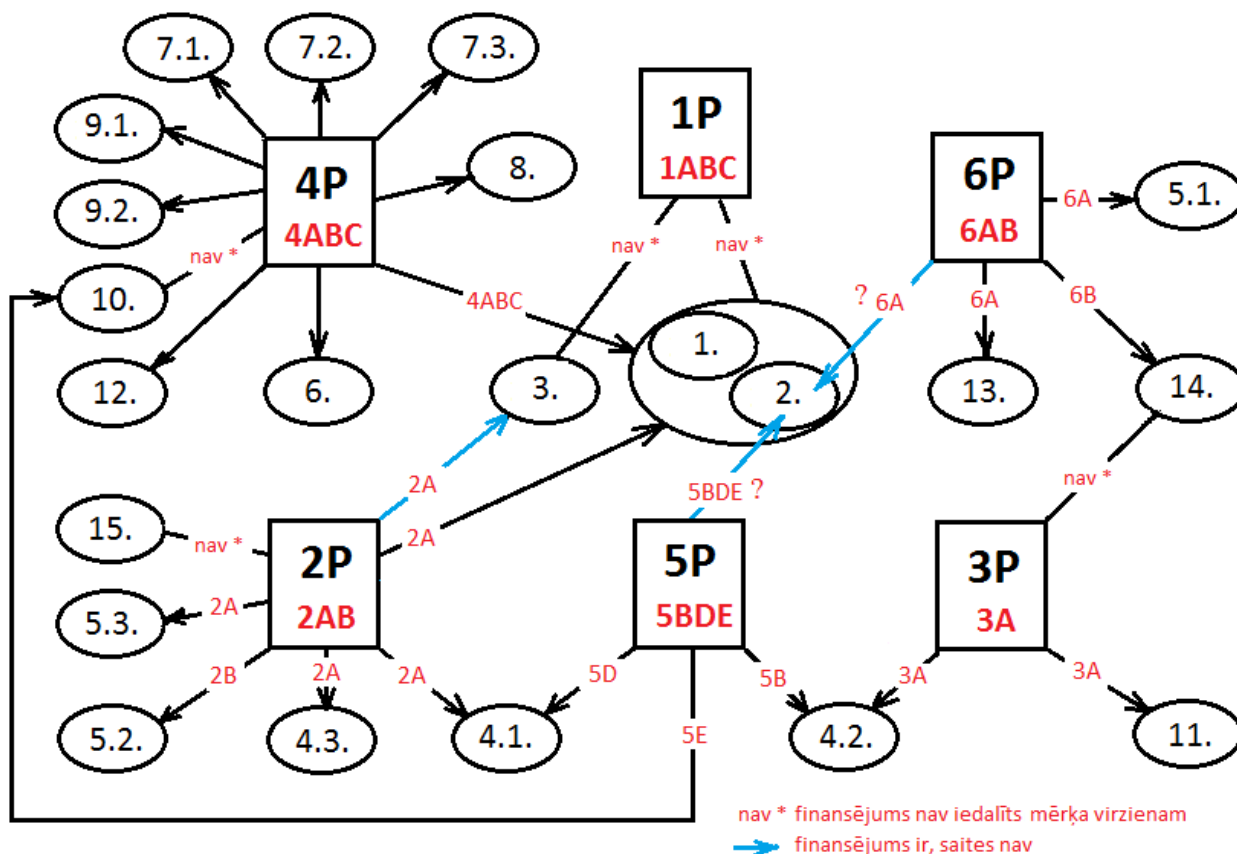 7.1.
7.2.
7.3.
9.1.
9.2.
10.
12.
6.
8.
4P
4ABC
nav *
4ABC
1P
1ABC
nav *
nav *
6P
6AB
6A
5.1.
? 6A
6A
6B
1.
2.
3.
13.
14.
nav *
2A
2A
5BDE ?
15.
nav *
2P
2AB
5P
5BDE
3P
3A
5.3.
2A
2B
2A
2A
5D
5B
3A
3A
5E
5.2.
4.3.
4.1.
4.2.
11.
nav * finansējums nav iedalīts mērķa virzienam
finansējums ir, saites nav